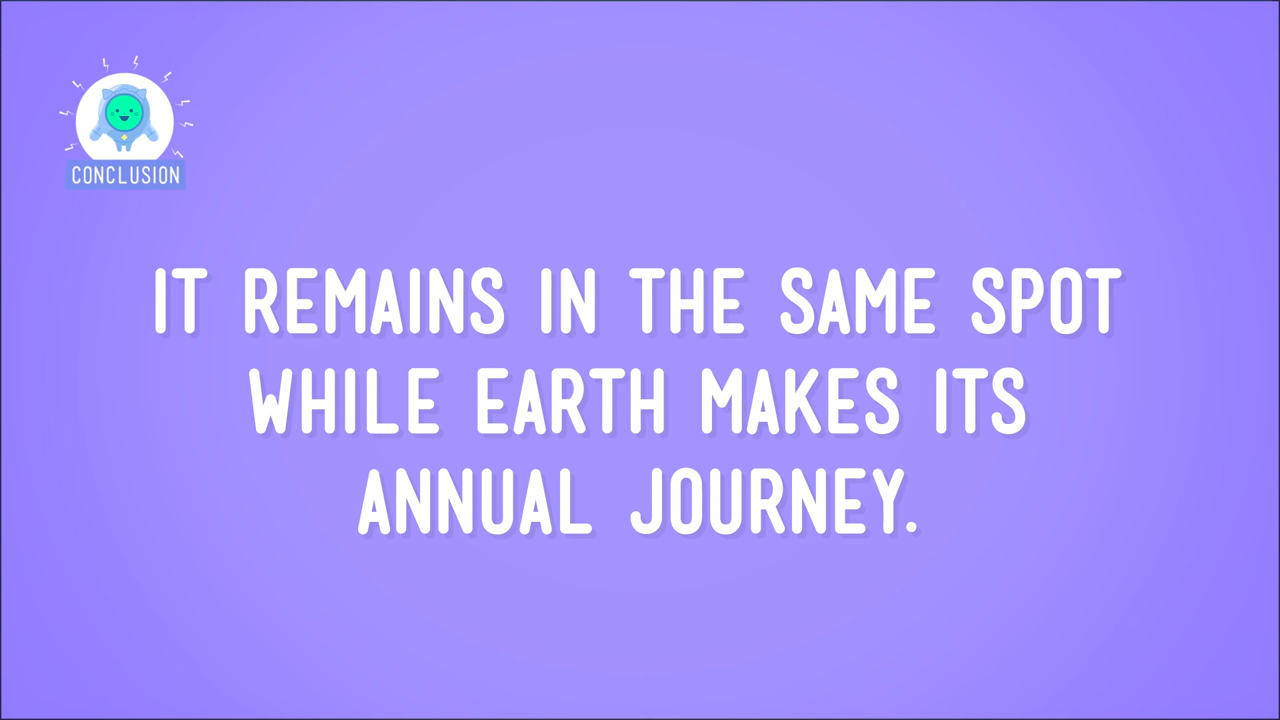 CONCLUSION
IT REMAINS IN THE SAME SPOT
WHILE EARTH MAKES ITS
ANNUAL JOURNEY.